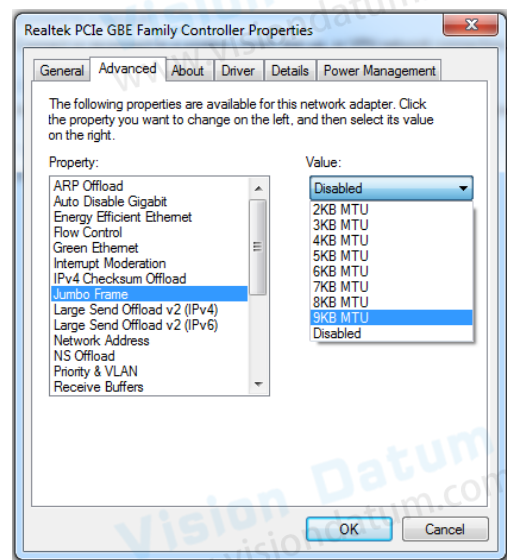 Realtek PCIe GBE Family Controller Properties
General Advanced About Driver Details Power Management
The following properties are available for this network adapter. Click
the property you want to change on the left, and then select its value
on the right.
Property:
ARP Offload
Auto Disable Gigabit
Energy Efficient Ethernet
Flow Control
Green Ethernet
Interrupt Moderation
IPv4 Checksum Offload
Jumbo Frame
Large Send Offload v2 (IPv4)
Large Send Offload v2 (IPv6)
Network Address
NS Offload
Priority & VLAN
Receive Buffers
Value:
Disabled
2KB MTU
3KB MTU
4KB MTU
5KB MTU
6KB MTU
7KB MTU
8KB MTU
9KB MTU
Disabled
Vision Datum
www.visiondatum.com
OK Cancel